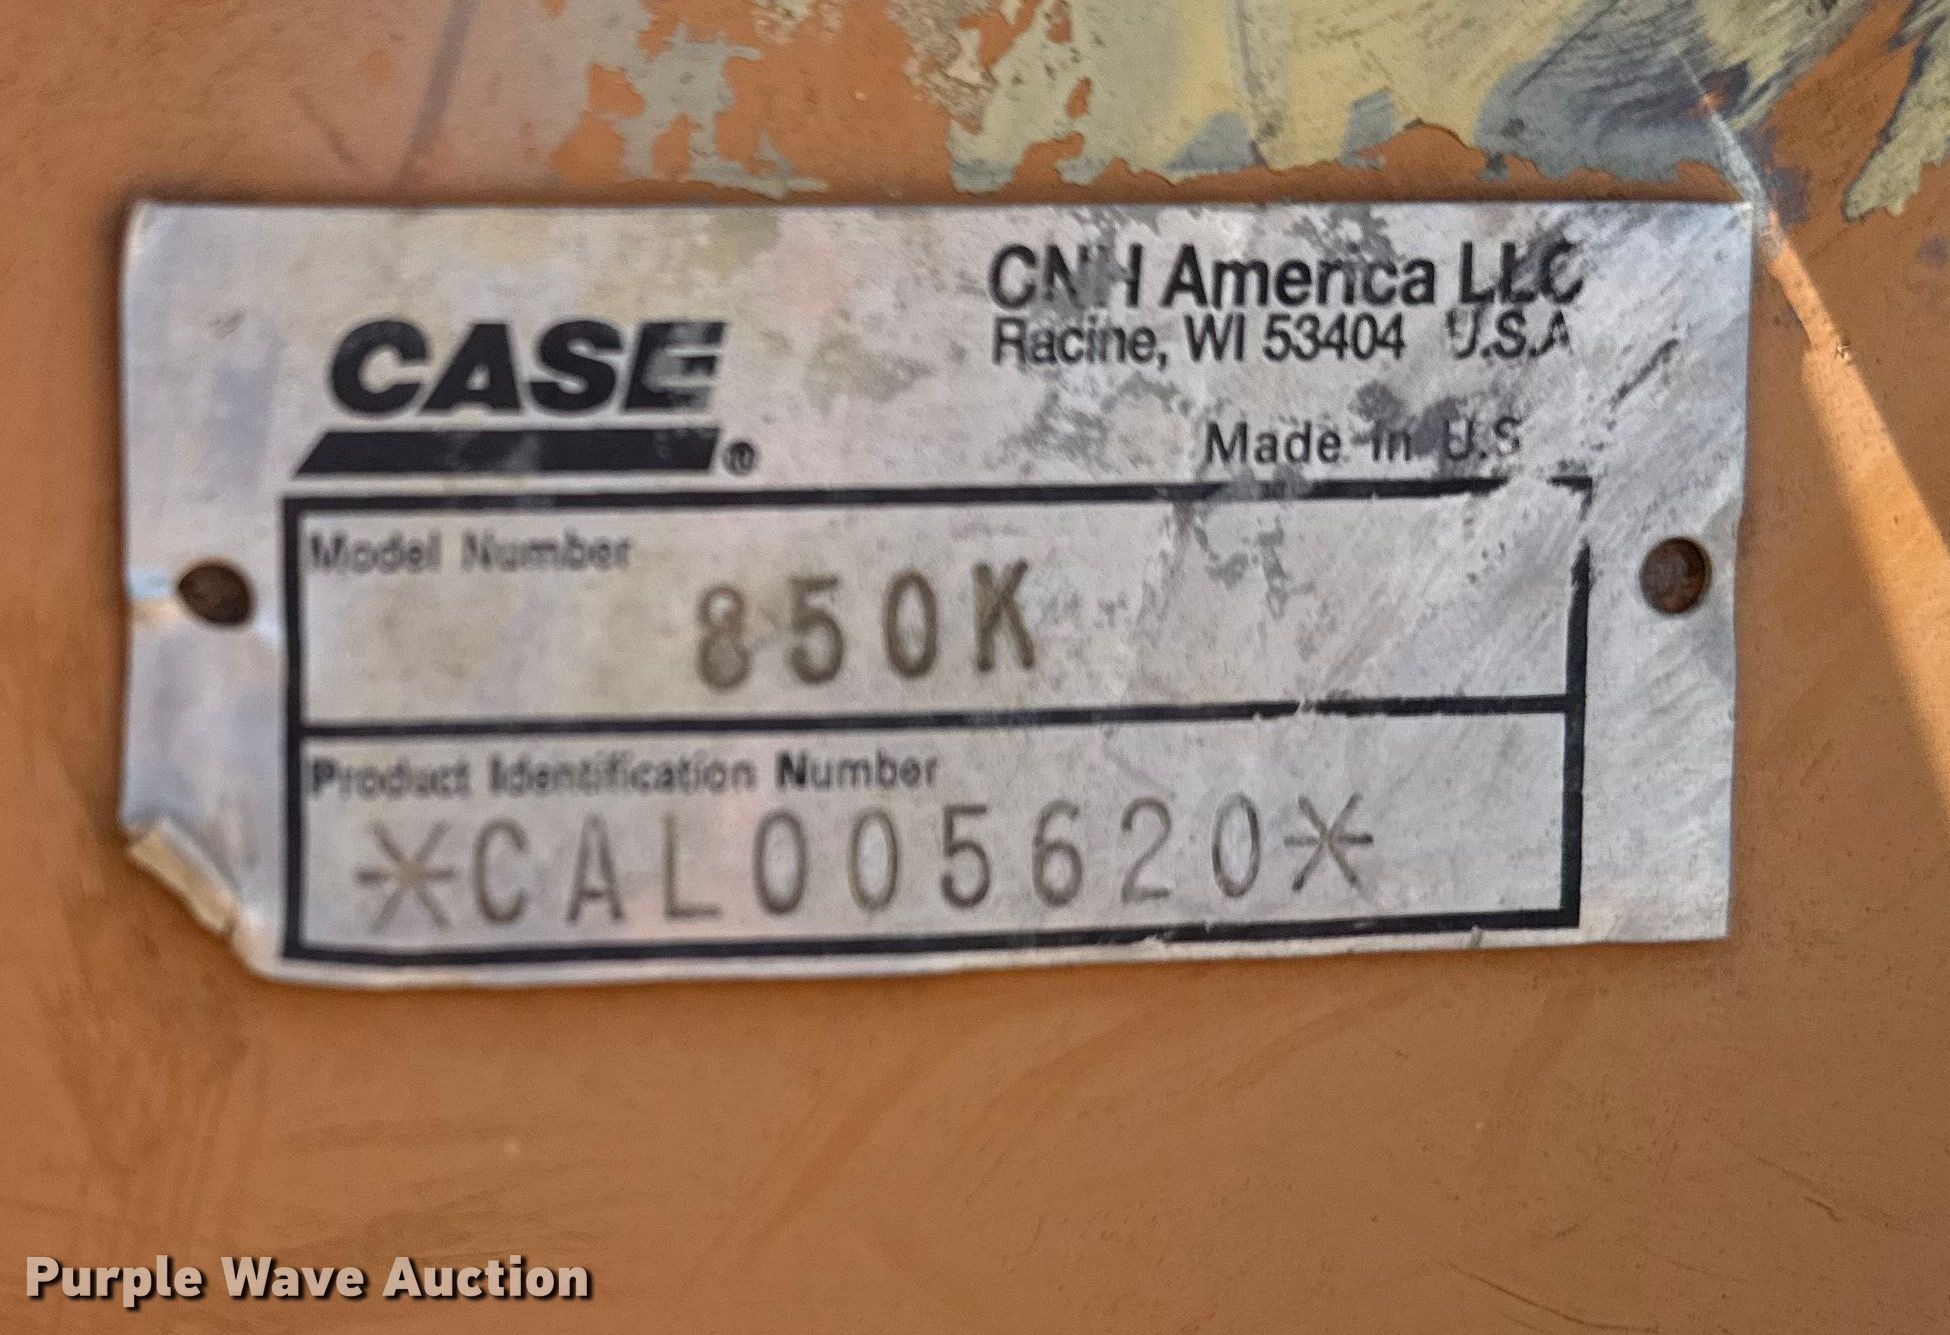 CASE®
CNH America LLC
Racine, WI 53404 U.S.A
Made in U.S
Model Number
850K
Product Identification Number
*CAL005620*
Purple Wave Auction